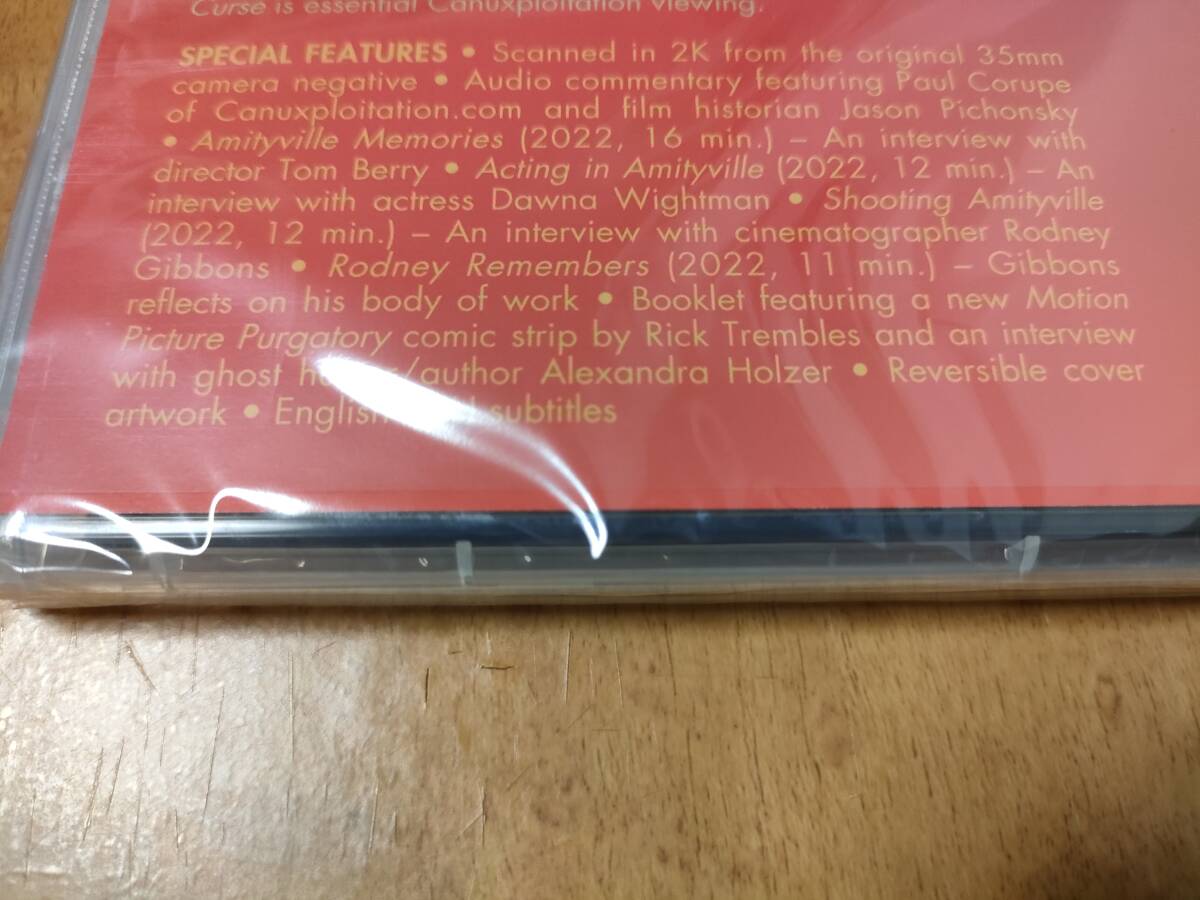 Curse is essential Canuxploitation viewing.
SPECIAL FEATURES • Scanned in 2K from the original 35mm
camera negative • Audio commentary featuring Paul Corupe
of Canuxploitation.com and film historian Jason Pichonsky
• Amityville Memories (2022, 16 min.) – An interview with
director Tom Berry • Acting in Amityville (2022, 12 min.) – An
interview with actress Dawna Wightman • Shooting Amityville
(2022, 12 min.) – An interview with cinematographer Rodney
Gibbons • Rodney Remembers (2022, 11 min.) – Gibbons
reflects on his body of work • Booklet featuring a new Motion
Picture Purgatory comic strip by Rick Trembles and an interview
with ghost /author Alexandra Holzer • Reversible cover
artwork • English subtitles